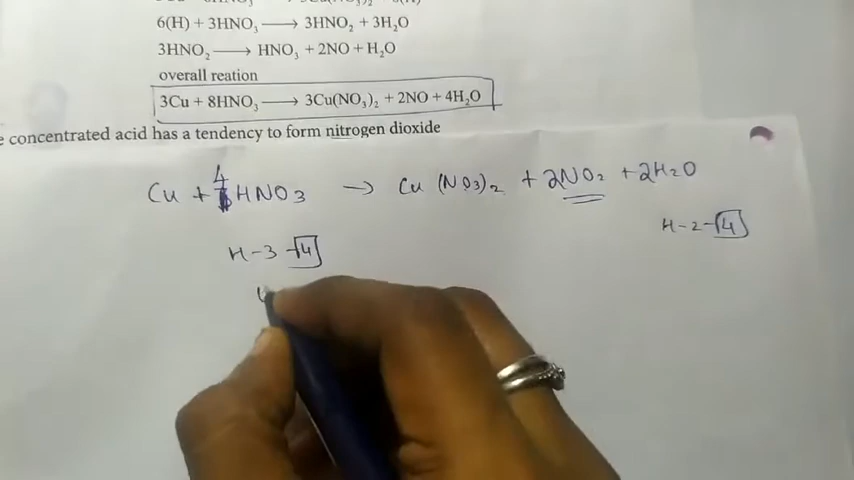 6(H) + 3HNO₃ ⟶ 3HNO₂ + 3H₂O
3HNO₂ ⟶ HNO₃ + 2NO + H₂O
overall reation
3Cu + 8HNO₃ ⟶ 3Cu(NO₃)₂ + 2NO + 4H₂O
concentrated acid has a tendency to form nitrogen dioxide
Cu + 4HNO₃ → Cu(NO₃)₂ + 2NO₂ + 2H₂O
H-2-4
H-3-4